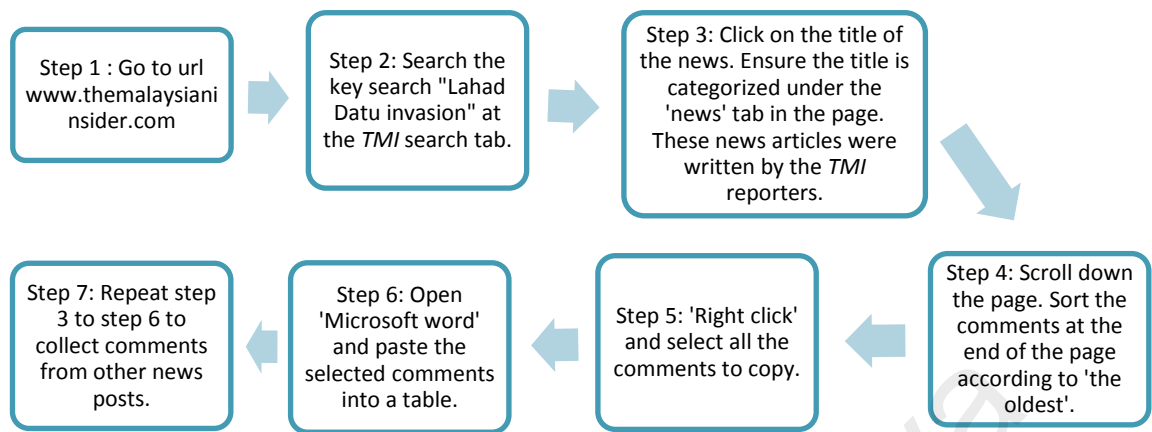 Step 1 : Go to url
www.themalaysiani
nsider.com
Step 2: Search the
key search "Lahad
Datu invasion" at
the TMI search tab.
Step 3: Click on the title of
the news. Ensure the title is
categorized under the
'news' tab in the page.
These news articles were
written by the TMI
reporters.
Step 4: Scroll down
the page. Sort the
comments at the
end of the page
according to 'the
oldest'.
Step 5: 'Right click'
and select all the
comments to copy.
Step 6: Open
'Microsoft word'
and paste the
selected comments
into a table.
Step 7: Repeat step
3 to step 6 to
collect comments
from other news
posts.